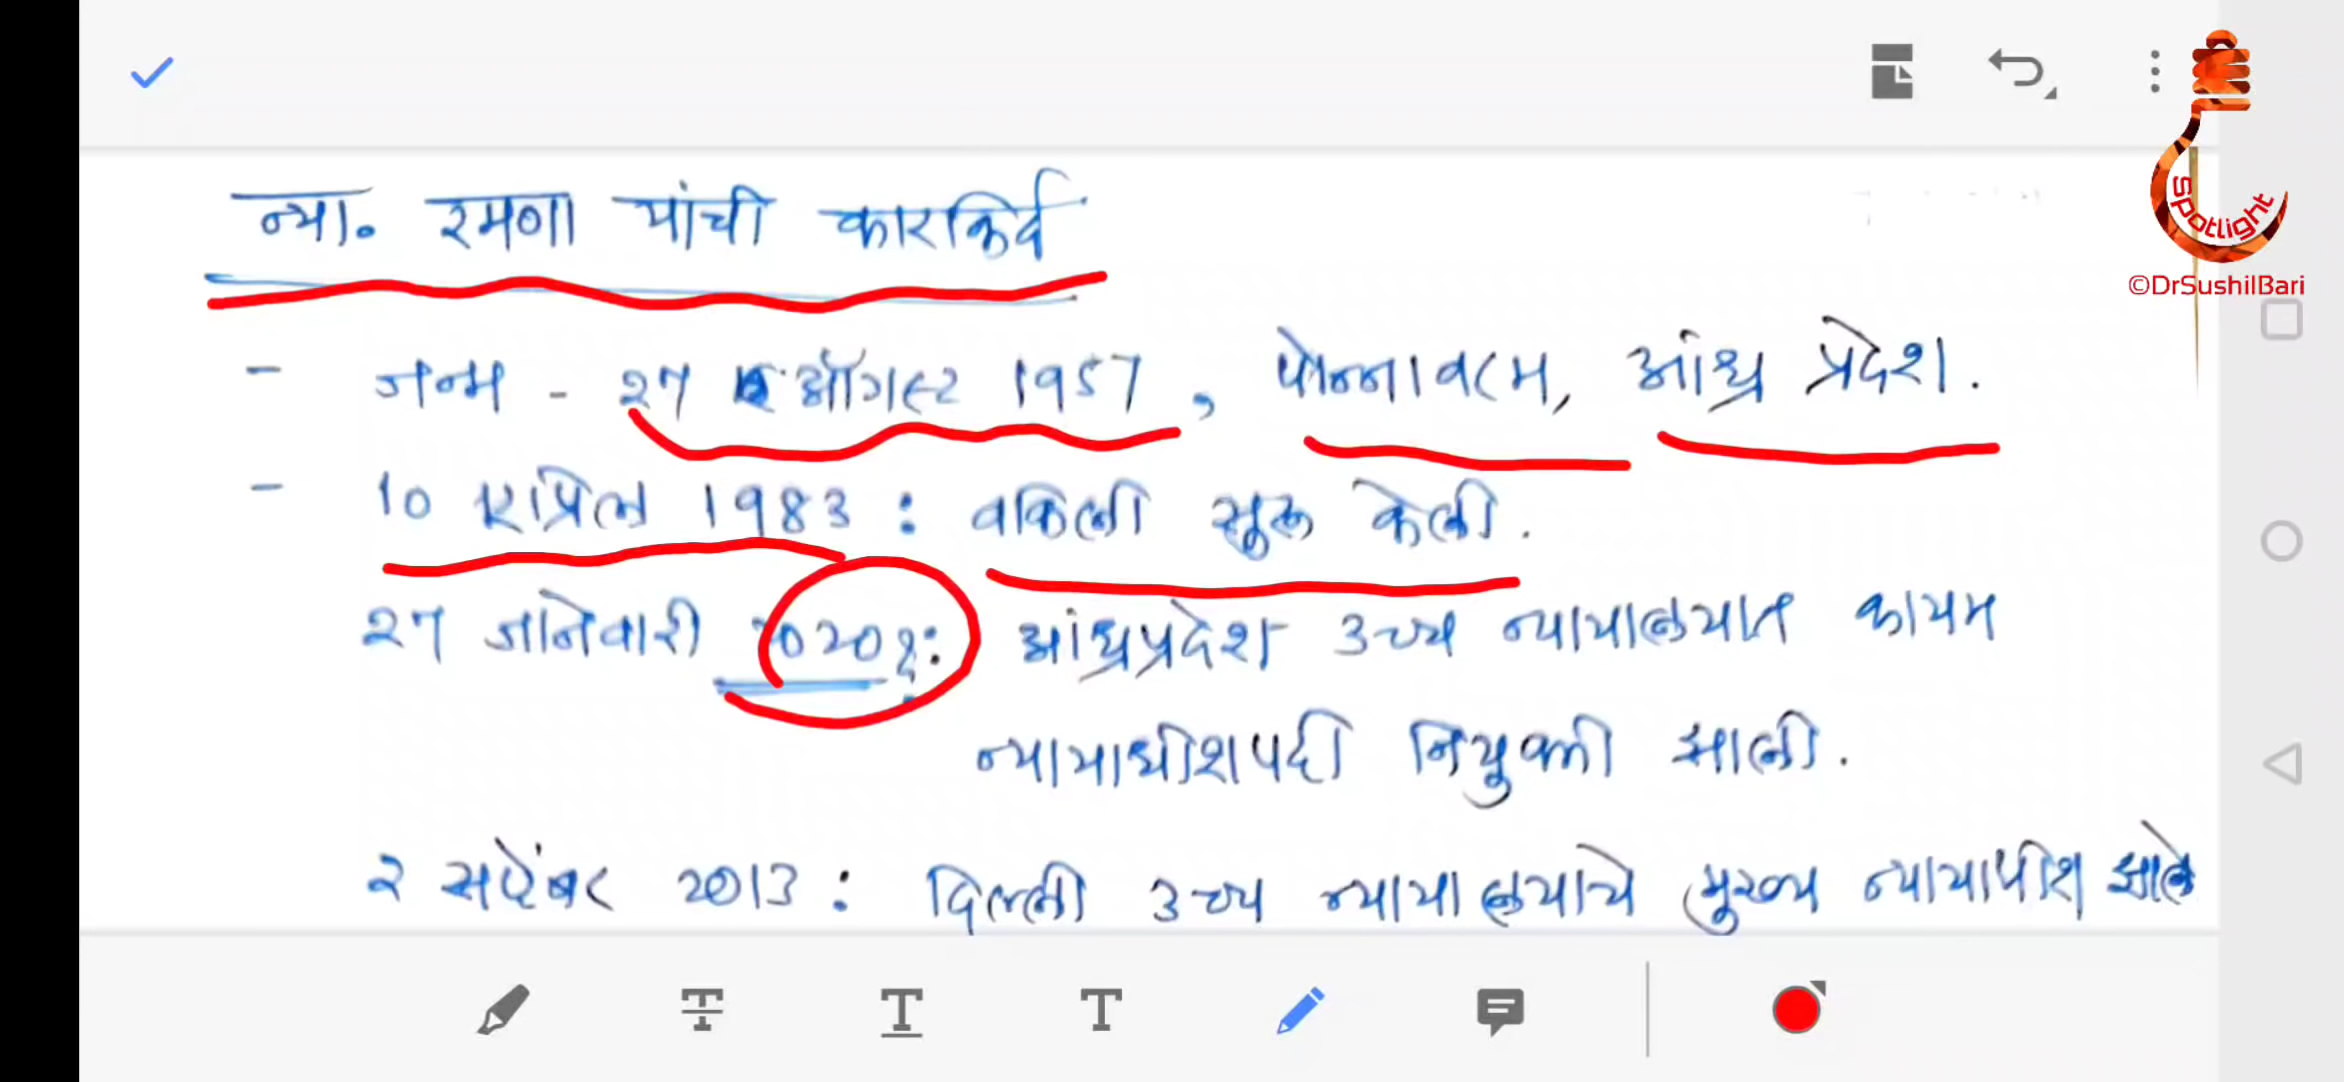 न्या. रमणा यांची कारकिर्द
- जन्म - २७ ऑगस्ट 1957, पोन्नावरम, आंध्र प्रदेश.
- 10 एप्रिल 1983 : वकिली सुरू केली.
२७ जानेवारी : आंध्रप्रदेश उच्च न्यायालयात कायम
न्यायाधीशपदी नियुक्ती झाली.
२ सप्टेंबर 2013 : दिल्ली उच्च न्यायालयाचे मुख्य न्यायाधीश झाले
Spotlight
©DrSushilBari